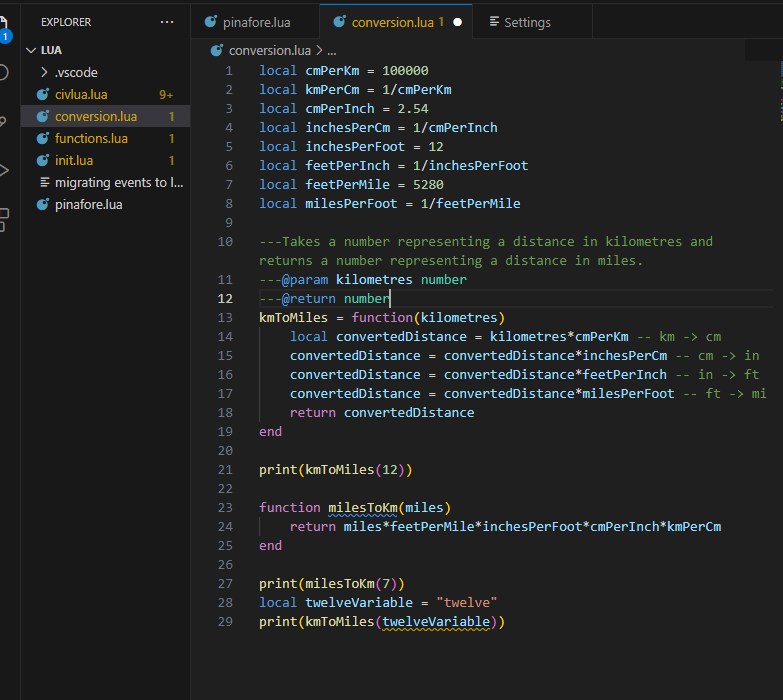 EXPLORER ...
LUA
.vscode
civlua.lua 9+
conversion.lua 1
functions.lua 1
init.lua 1
migrating events to l...
pinafore.lua
1
pinafore.lua conversion.lua 1 Settings
conversion.lua > ...
1 local cmPerKm = 100000
2 local kmPerCm = 1/cmPerKm
3 local cmPerInch = 2.54
4 local inchesPerCm = 1/cmPerInch
5 local inchesPerFoot = 12
6 local feetPerInch = 1/inchesPerFoot
7 local feetPerMile = 5280
8 local milesPerFoot = 1/feetPerMile
9
10 ---Takes a number representing a distance in kilometres and
returns a number representing a distance in miles.
11 ---@param kilometres number
12 ---@return number
13 kmToMiles = function(kilometres)
14 local convertedDistance = kilometres*cmPerKm -- km -> cm
15 convertedDistance = convertedDistance*inchesPerCm -- cm -> in
16 convertedDistance = convertedDistance*feetPerInch -- in -> ft
17 convertedDistance = convertedDistance*milesPerFoot -- ft -> mi
18 return convertedDistance
19 end
20
21 print(kmToMiles(12))
22
23 function milesToKm(miles)
24 return miles*feetPerMile*inchesPerFoot*cmPerInch*kmPerCm
25 end
26
27 print(milesToKm(7))
28 local twelveVariable = "twelve"
29 print(kmToMiles(twelveVariable))